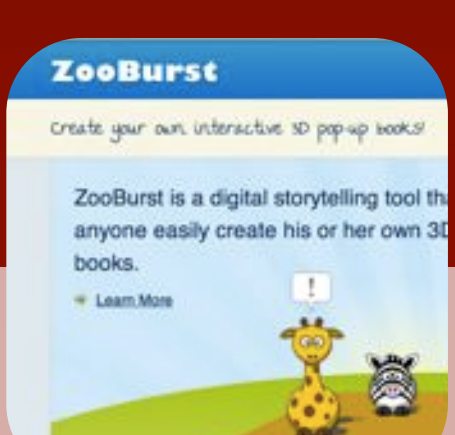 ZooBurst
Create your own interactive 3D pop-up books!
ZooBurst is a digital storytelling tool tha
anyone easily create his or her own 3D
books.
Learn More
!